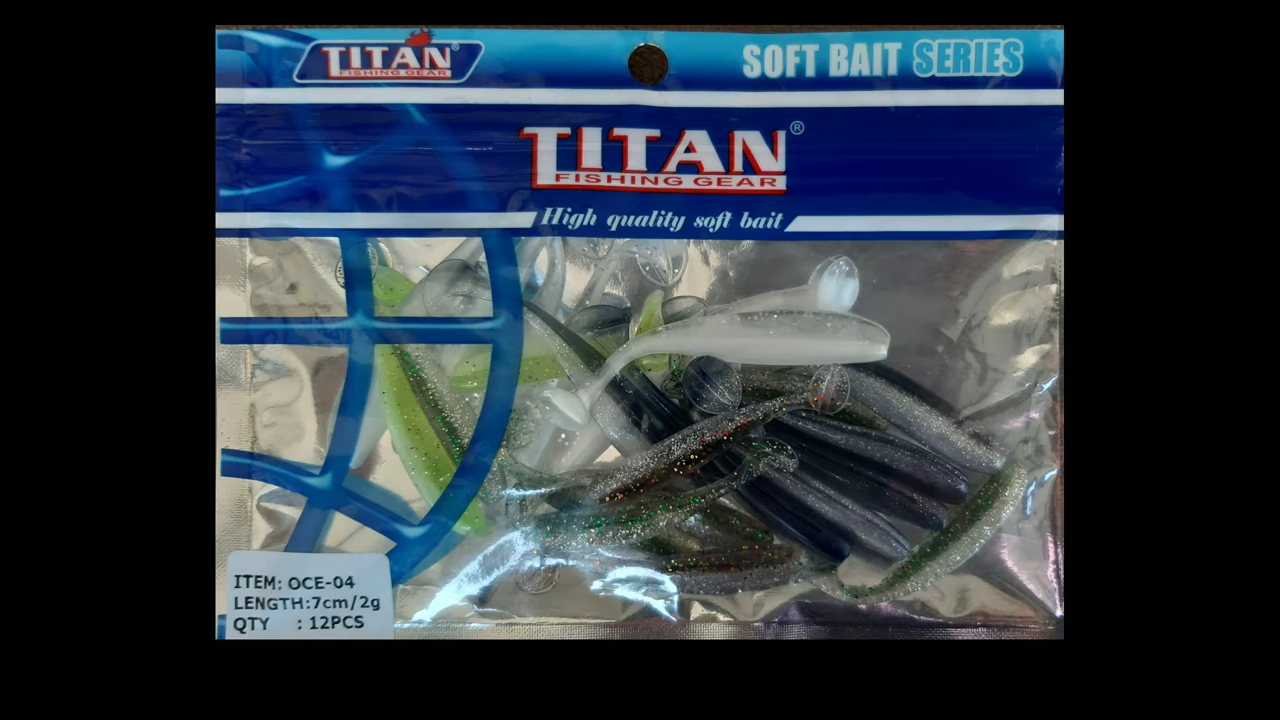 TITAN®
FISHING GEAR
SOFT BAIT SERIES
TITAN®
FISHING GEAR
High quality soft bait
ITEM: OCE-04
LENGTH:7cm/2g
QTY : 12PCS